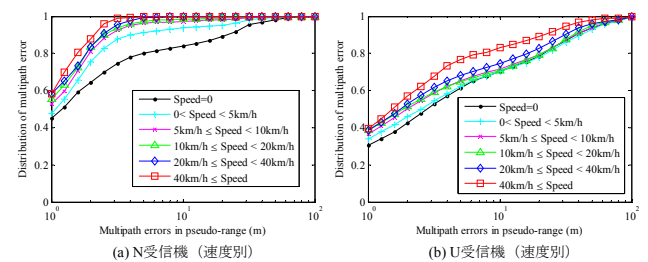 Distribution of multipath error
1
0.8
0.6
0.4
0.2
0
Speed=0
0< Speed < 5km/h
5km/h ≤ Speed < 10km/h
10km/h ≤ Speed < 20km/h
20km/h ≤ Speed < 40km/h
40km/h ≤ Speed
10^0
10^1
10^2
Multipath errors in pseudo-range (m)
(a) N受信機（速度別）
Distribution of multipath error
1
0.8
0.6
0.4
0.2
0
Speed=0
0< Speed < 5km/h
5km/h ≤ Speed < 10km/h
10km/h ≤ Speed < 20km/h
20km/h ≤ Speed < 40km/h
40km/h ≤ Speed
10^0
10^1
10^2
Multipath errors in pseudo-range (m)
(b) U受信機（速度別）